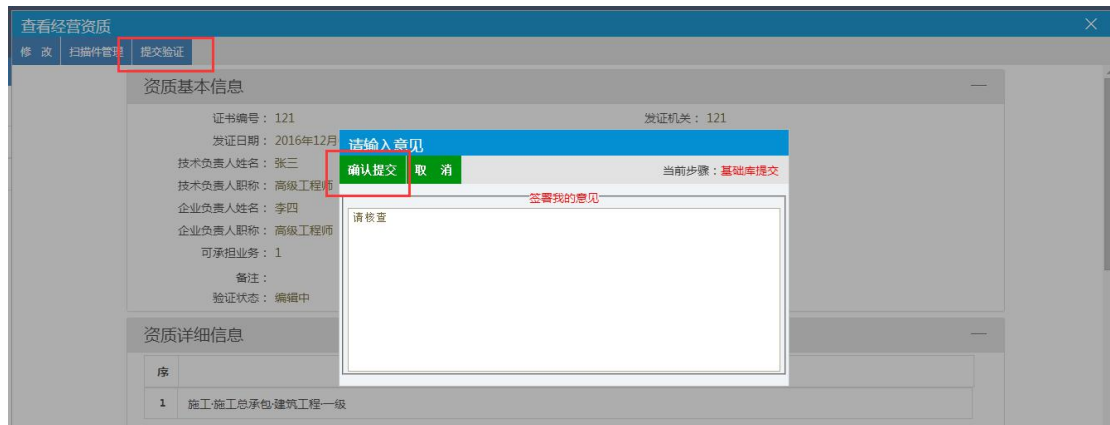 查看经营资质
修 改 扫描件管理 提交验证
资质基本信息
证书编号： 121 发证机关： 121
发证日期： 2016年12月
技术负责人姓名： 张三
技术负责人职称： 高级工程师
企业负责人姓名： 李四
企业负责人职称： 高级工程师
可承担业务： 1
备注：
验证状态： 编辑中
请输入意见
确认提交 取 消 当前步骤：基础库提交
签署我的意见
请核查
资质详细信息
序
1 施工·施工总承包·建筑工程·一级